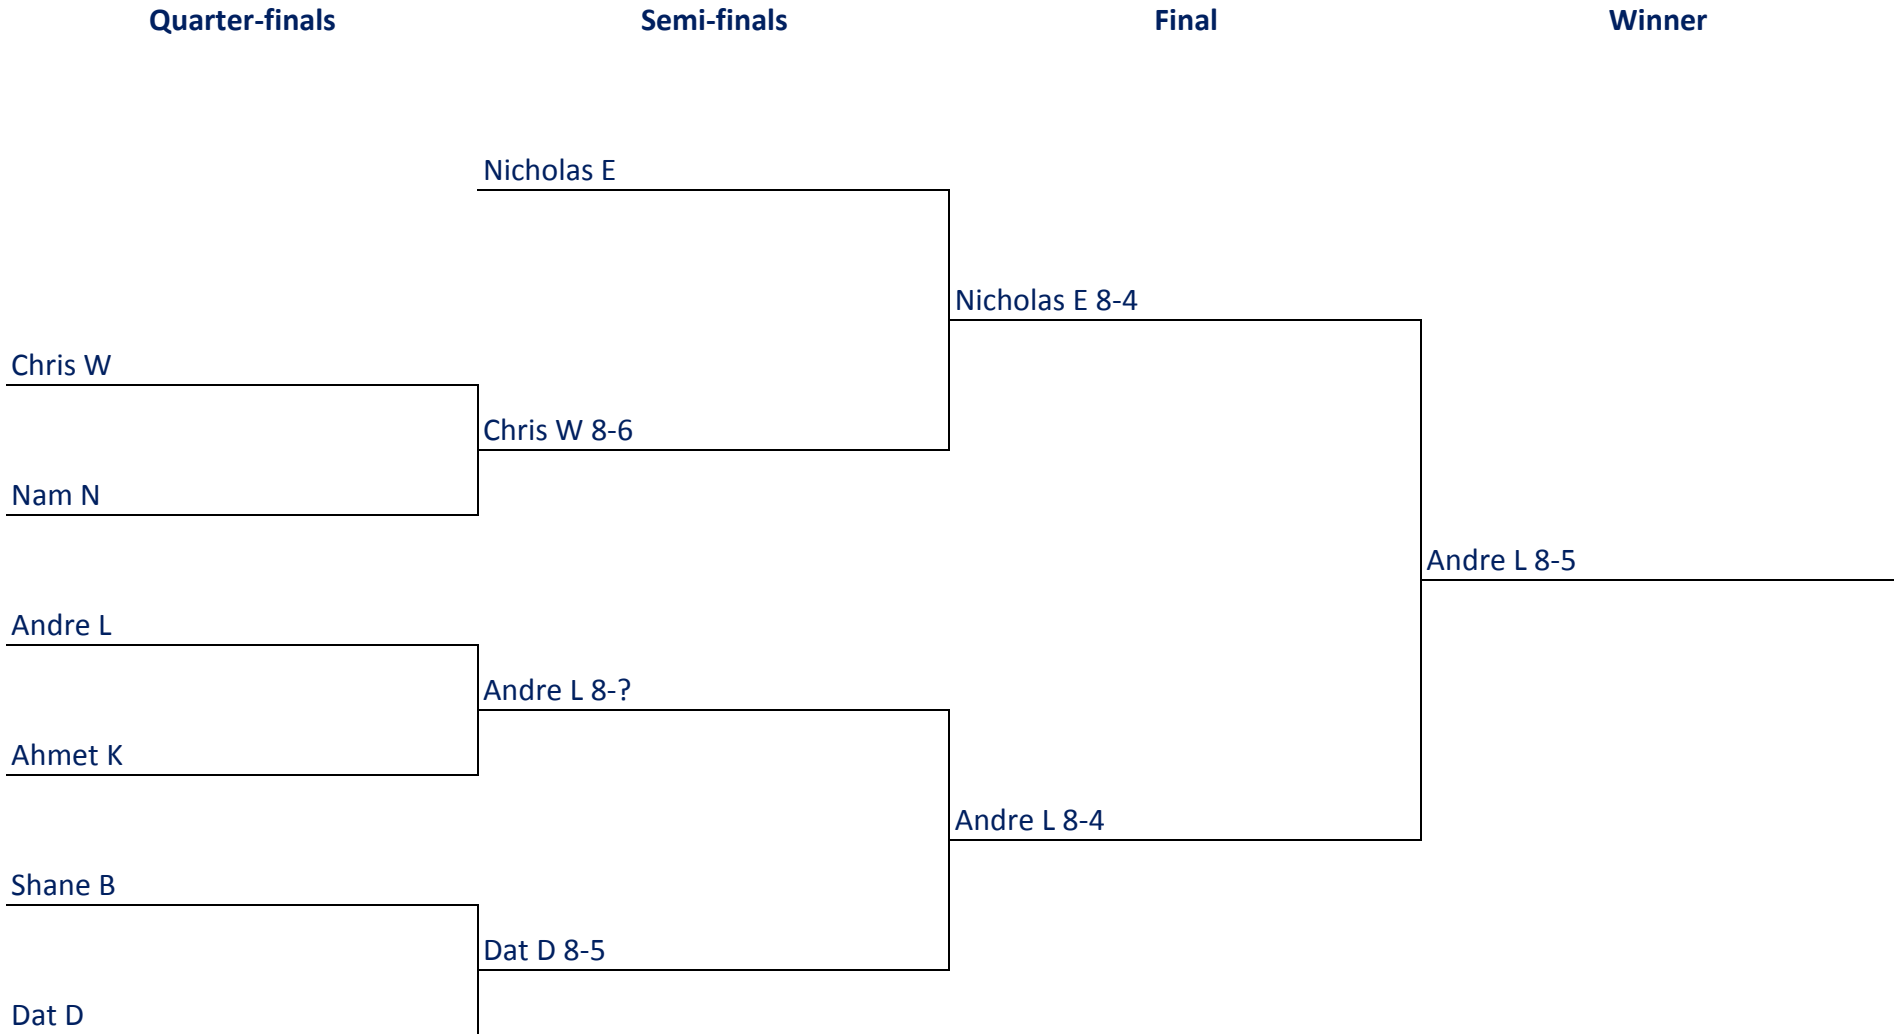 Quarter-finals Semi-finals Final Winner
Nicholas E
Nicholas E 8-4
Chris W
Chris W 8-6
Nam N
Andre L 8-5
Andre L
Andre L 8-?
Ahmet K
Andre L 8-4
Shane B
Dat D 8-5
Dat D